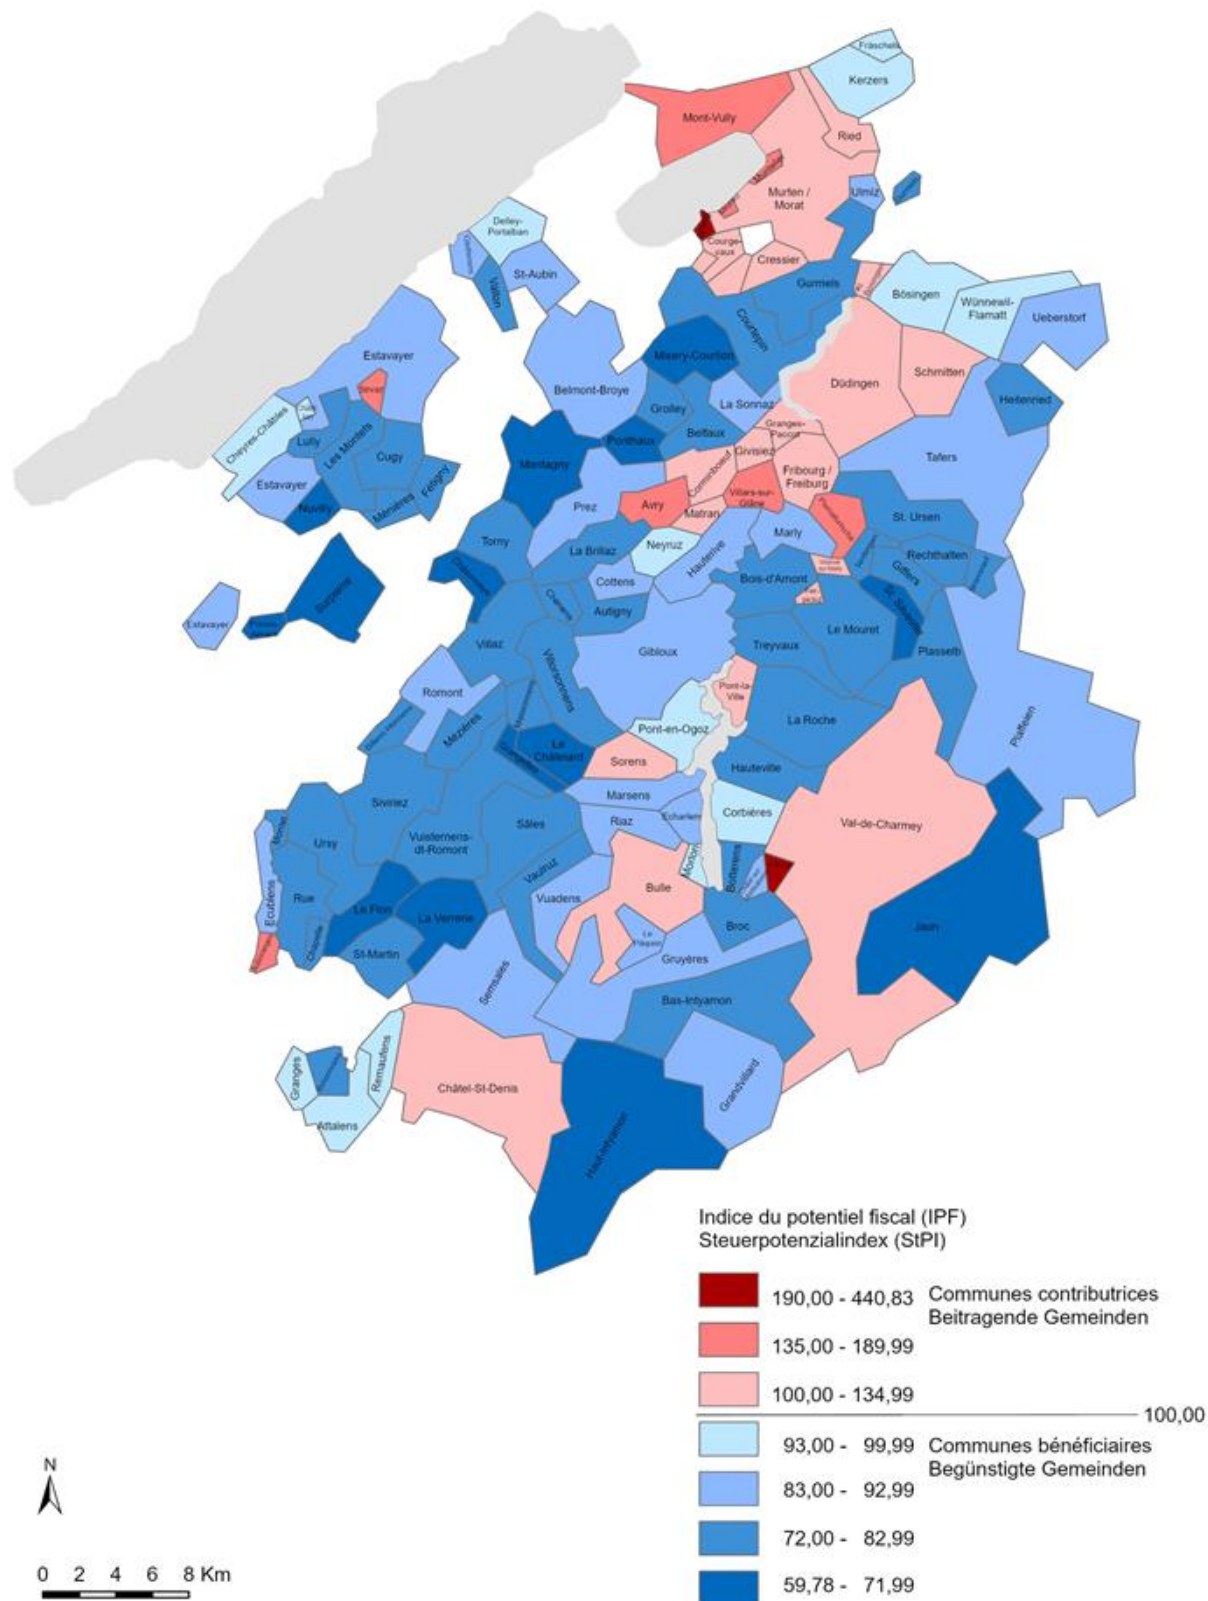 Fräschels
Kerzers
Mont-Vully
Ried
Murten /
Morat
Ulmiz
Delley-
Portalban
St-Aubin
Vallon
Courge-
vaux
Cressier
Gurmels
Bösingen
Wünnewil-
Flamatt
Ueberstorf
Estavayer
Courtepin
Misery-Courtion
Düdingen
Schmitten
Heitenried
Belmont-Broye
La Sonnaz
Grolley
Cheyres-Châbles
Lully
Les Montets
Cugy
Ponthaux
Belfaux
Granges-
Paccot
Givisiez
Tafers
Estavayer
Nuvilly
Ménières
Fétigny
Montagny
Corminboeuf
Fribourg /
Freiburg
Prez
Avry
Villars-sur-
Glâne
Matran
Marly
St. Ursen
Torny
La Brillaz
Neyruz
Hauterive
Rechthalten
Giffers
Surpierre
Cottens
Bois-d'Amont
Autigny
St. Silvester
Estavayer
Villaz
Villorsonnens
Gibloux
Treyvaux
Le Mouret
Plasselb
Romont
Mézières
Pont-la-
Ville
La Roche
Plaffeien
Pont-en-Ogoz
Le
Châtelard
Sorens
Hauteville
Siviriez
Marsens
Corbières
Val-de-Charmey
Ursy
Vuisternens-
dt-Romont
Sâles
Riaz
Echarlens
Vaulruz
Morlon
Botterens
Ecublens
Rue
Le Flon
La Verrerie
Vuadens
Bulle
Jaun
Chapelle
St-Martin
Broc
Le
Pâquier
Gruyères
Semsales
Bas-Intyamon
Granges
Remaufens
Châtel-St-Denis
Grandvillard
Attalens
Haut-Intyamon
Indice du potentiel fiscal (IPF)
Steuerpotenzialindex (StPI)
190,00 - 440,83 Communes contributrices
Beitragende Gemeinden
135,00 - 189,99
100,00 - 134,99
100,00
93,00 - 99,99 Communes bénéficiaires
Begünstigte Gemeinden
83,00 - 92,99
72,00 - 82,99
59,78 - 71,99
N
0 2 4 6 8 Km